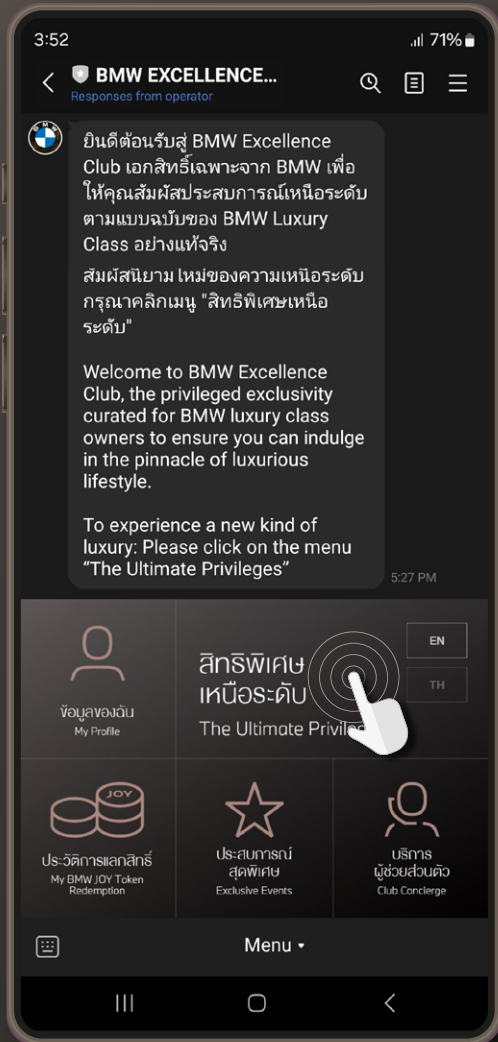 3:52
71%
BMW EXCELLENCE...
Responses from operator
BMW
ยินดีต้อนรับสู่ BMW Excellence
Club เอกสิทธิ์เฉพาะจาก BMW เพื่อ
ให้คุณสัมผัสประสบการณ์เหนือระดับ
ตามแบบฉบับของ BMW Luxury
Class อย่างแท้จริง
สัมผัสนิยามใหม่ของความเหนือระดับ
กรุณาคลิกเมนู "สิทธิพิเศษเหนือ
ระดับ"
Welcome to BMW Excellence
Club, the privileged exclusivity
curated for BMW luxury class
owners to ensure you can indulge
in the pinnacle of luxurious
lifestyle.
To experience a new kind of
luxury: Please click on the menu
“The Ultimate Privileges”
5:27 PM
ข้อมูลของฉัน
My Profile
สิทธิพิเศษ
เหนือระดับ
The Ultimate
EN
TH
JOY
ประวัติการแลกสิทธิ์
My BMW JOY Token
Redemption
ประสบการณ์
สุดพิเศษ
Exclusive Events
บริการ
ผู้ช่วยส่วนตัว
Club Concierge
Menu